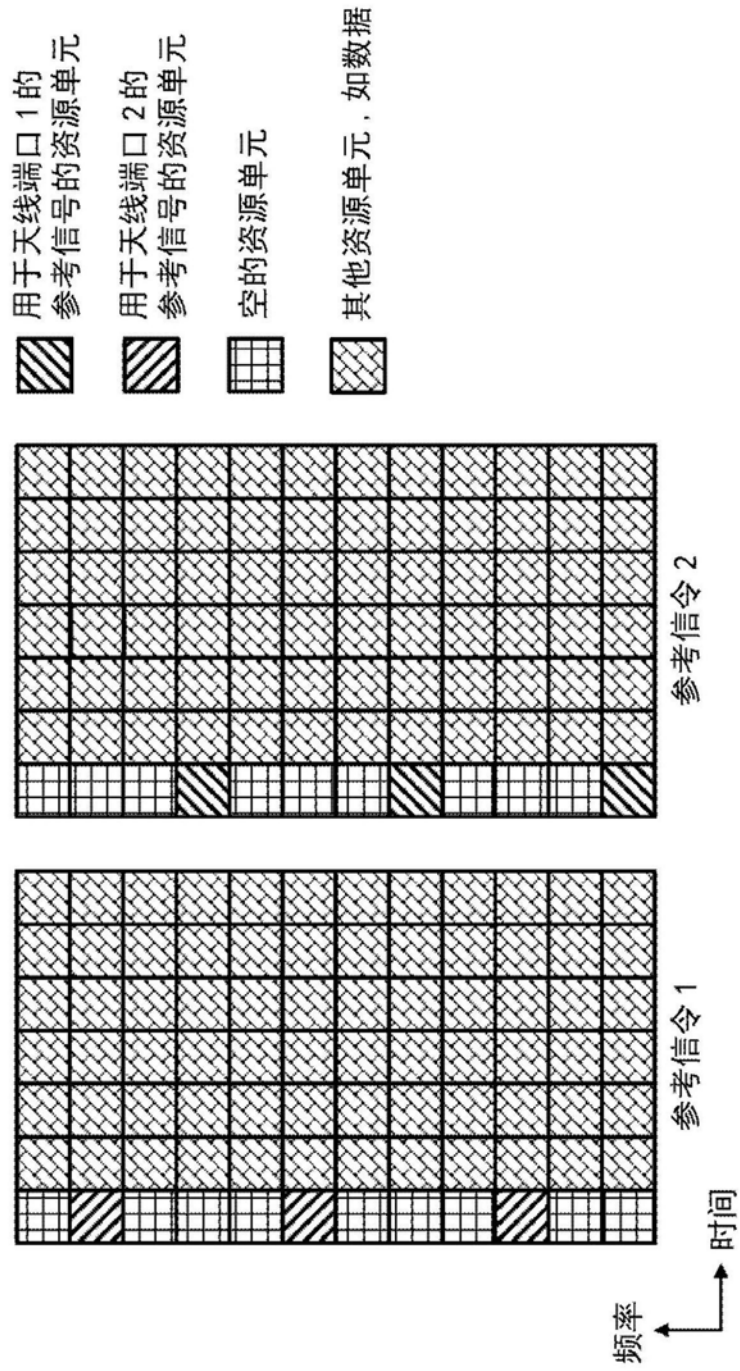 用于天线端口1的
参考信号的资源单元
用于天线端口2的
参考信号的资源单元
空的资源单元
其他资源单元，如数据
参考信令2
参考信令1
频率
时间